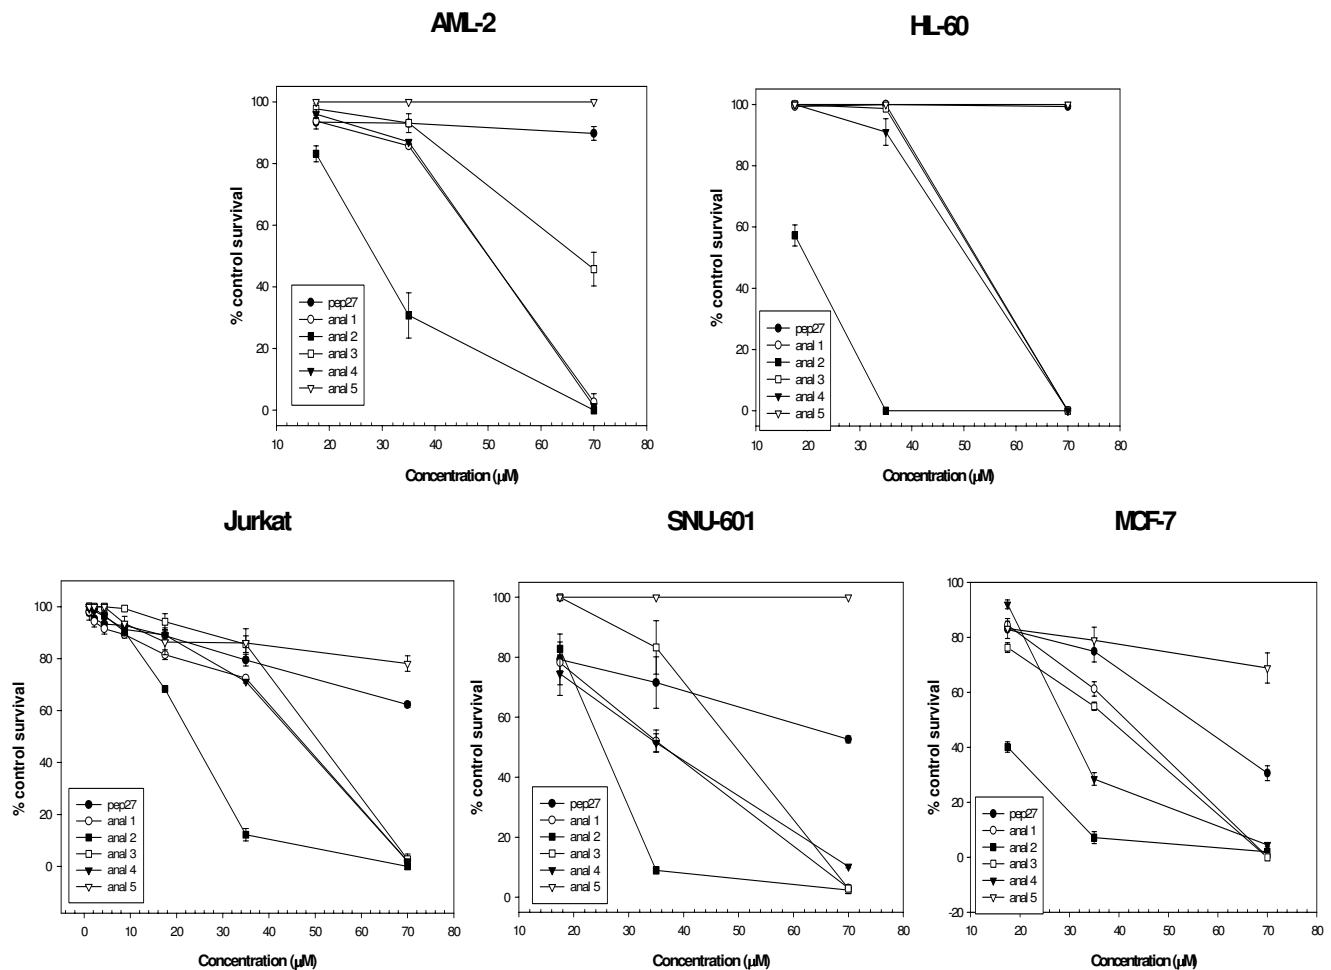 AML-2
% control survival
100
80
60
40
20
0
pep27
anal 1
anal 2
anal 3
anal 4
anal 5
10 20 30 40 50 60 70 80
Concentration (µM)
HL-60
% control survival
100
80
60
40
20
0
pep27
anal 1
anal 2
anal 3
anal 4
anal 5
10 20 30 40 50 60 70 80
Concentration (µM)
Jurkat
% control survival
100
80
60
40
20
0
pep27
anal 1
anal 2
anal 3
anal 4
anal 5
0 10 20 30 40 50 60 70 80
Concentration (µM)
SNU-601
% control survival
100
80
60
40
20
0
pep27
anal 1
anal 2
anal 3
anal 4
anal 5
10 20 30 40 50 60 70 80
Concentration (µM)
MCF-7
% control survival
100
80
60
40
20
0
-20
pep27
anal 1
anal 2
anal 3
anal 4
anal 5
10 20 30 40 50 60 70 80
Concentration (µM)